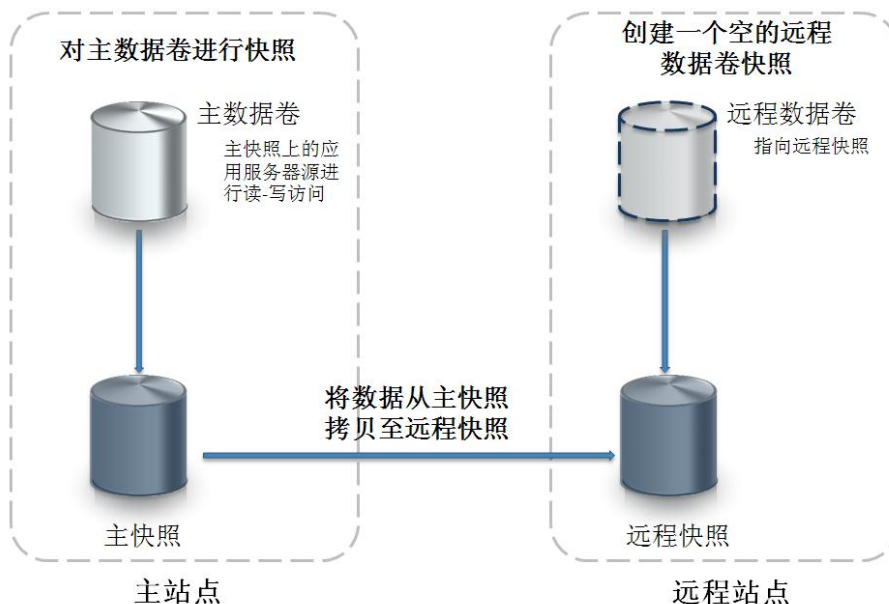 对主数据卷进行快照
主数据卷
主快照上的应
用服务器源进
行读-写访问
主快照
主站点
将数据从主快照
拷贝至远程快照
创建一个空的远程
数据卷快照
远程数据卷
指向远程快照
远程快照
远程站点